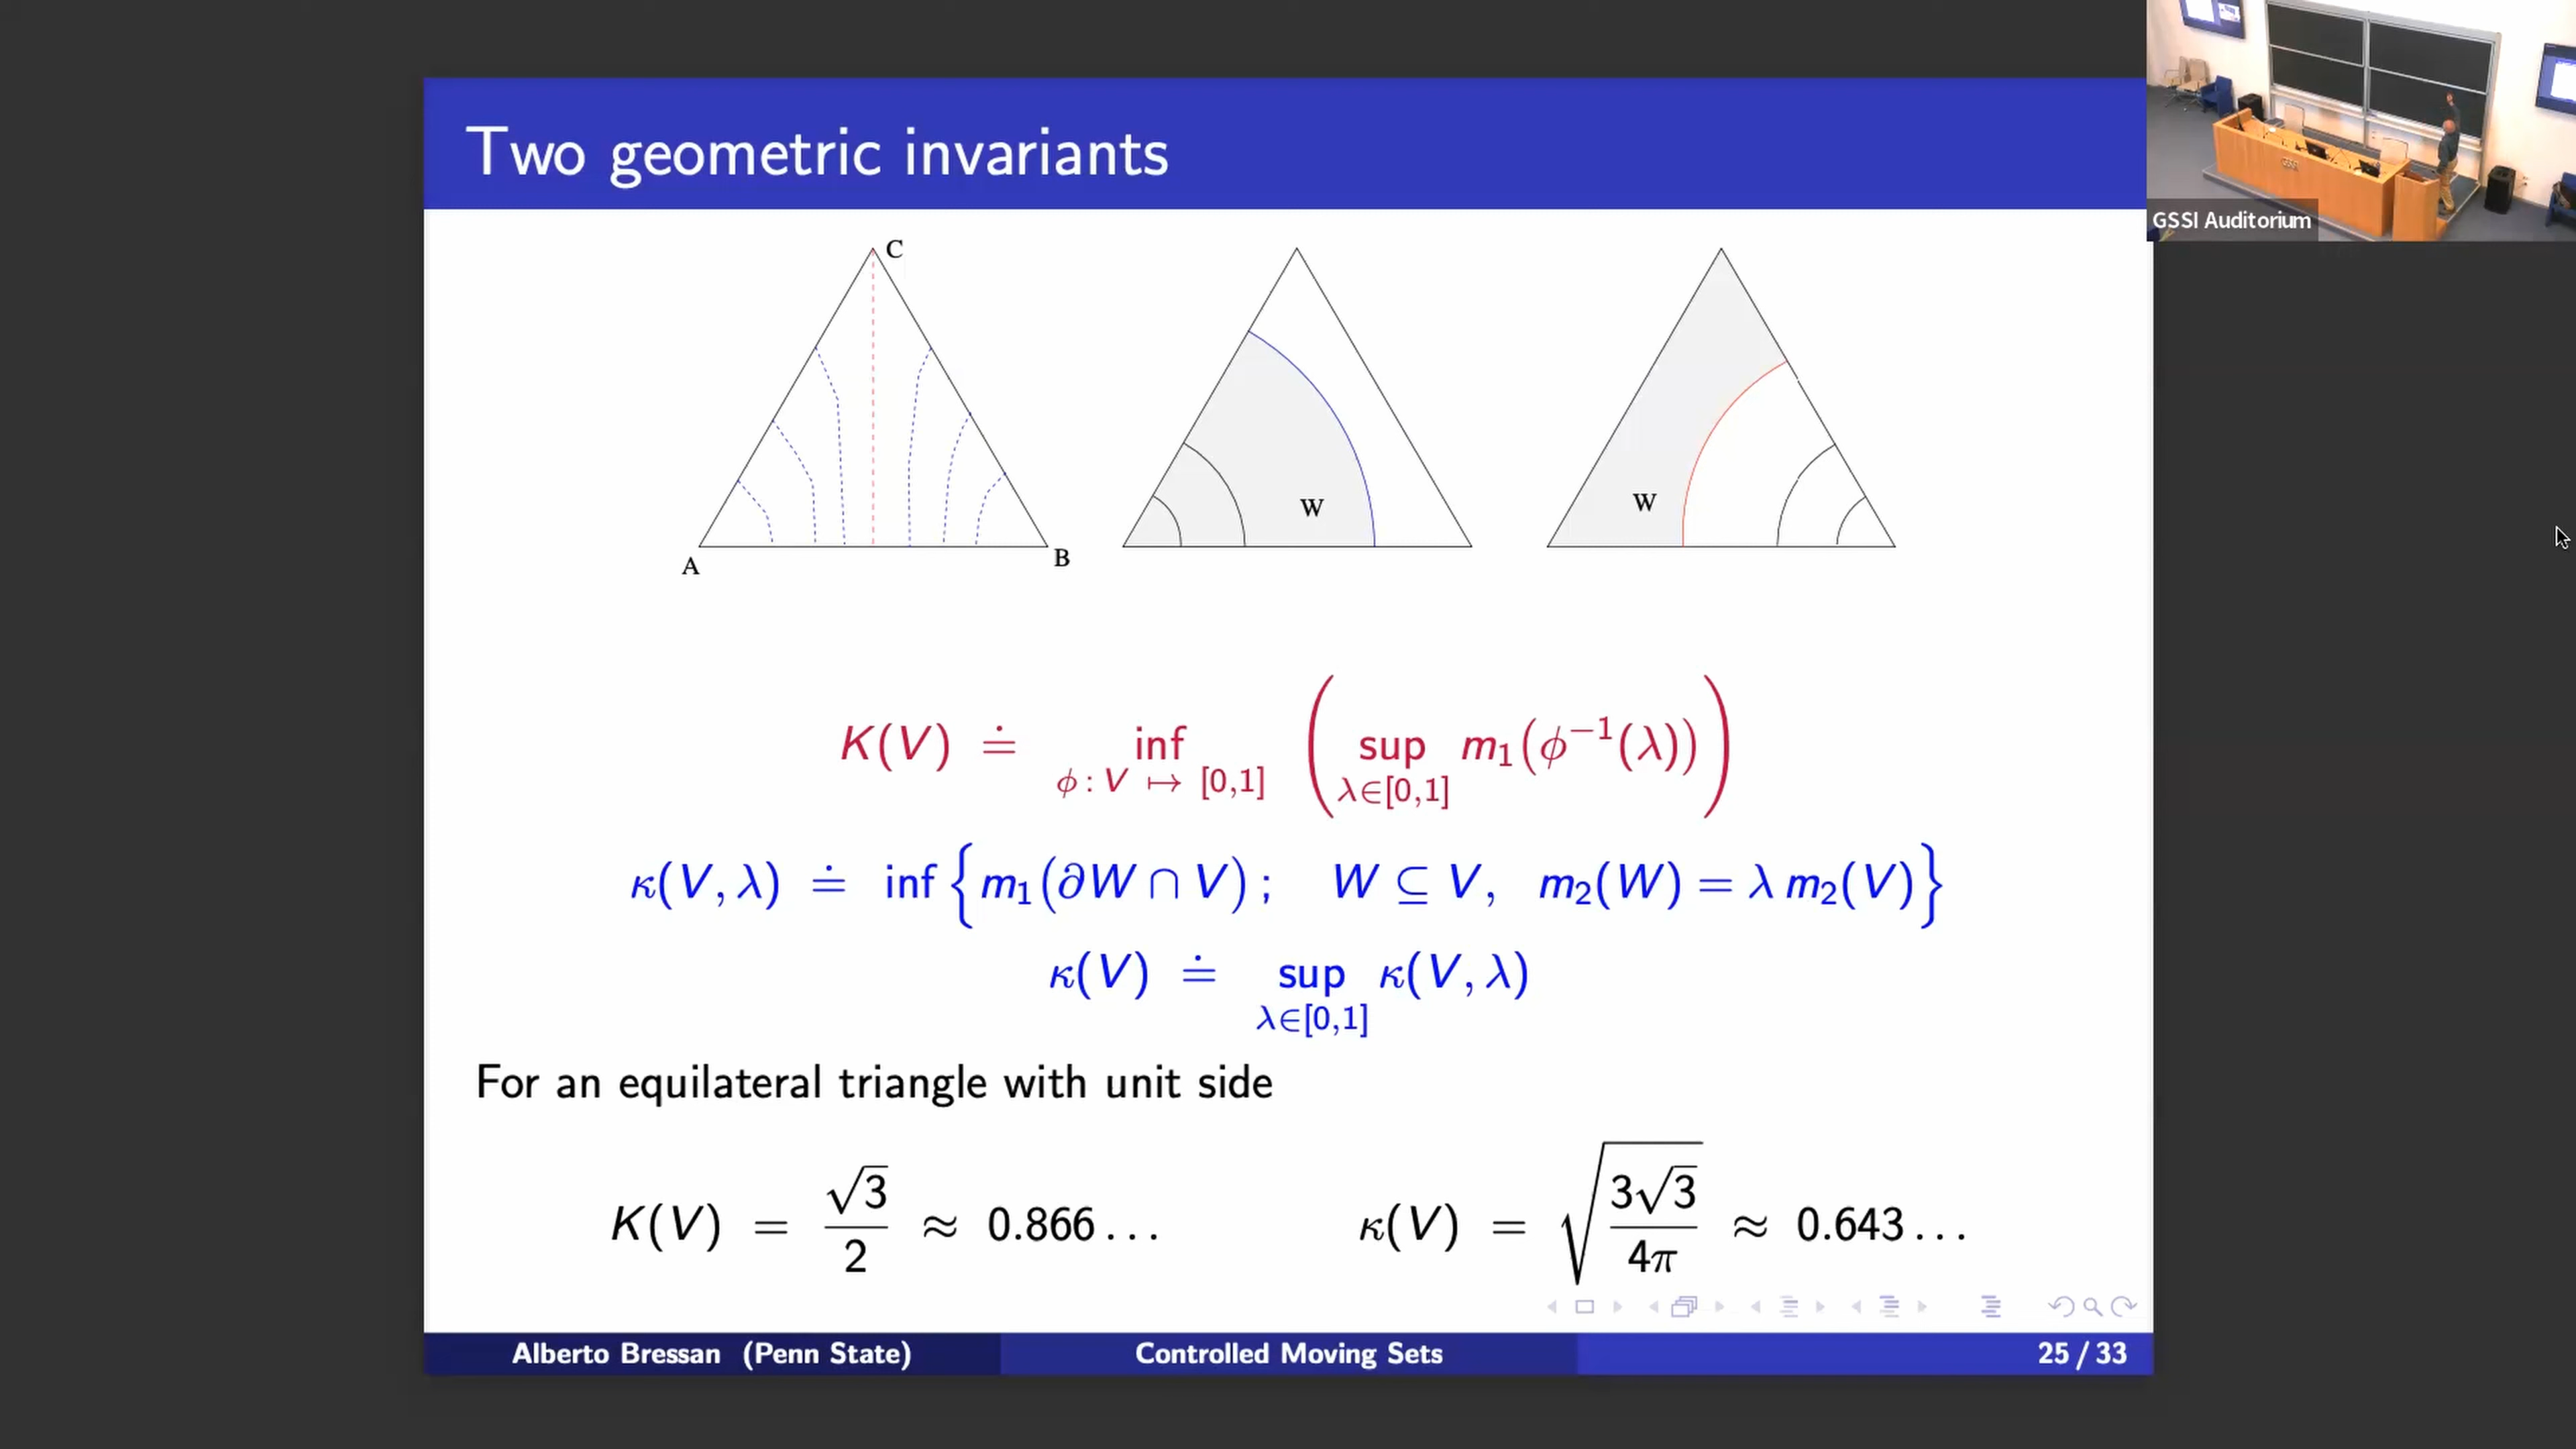 Two geometric invariants
GSSI Auditorium
C
A
B
W
W
K(V) ≐ inf_{φ : V ↦ [0,1]} ( sup_{λ∈[0,1]} m₁(φ⁻¹(λ)) )
κ(V, λ) ≐ inf { m₁(∂W ∩ V) ; W ⊆ V, m₂(W) = λ m₂(V) }
κ(V) ≐ sup_{λ∈[0,1]} κ(V, λ)
For an equilateral triangle with unit side
K(V) = √3/2 ≈ 0.866... κ(V) = √(3√3/4π) ≈ 0.643...
Alberto Bressan (Penn State) Controlled Moving Sets 25 / 33